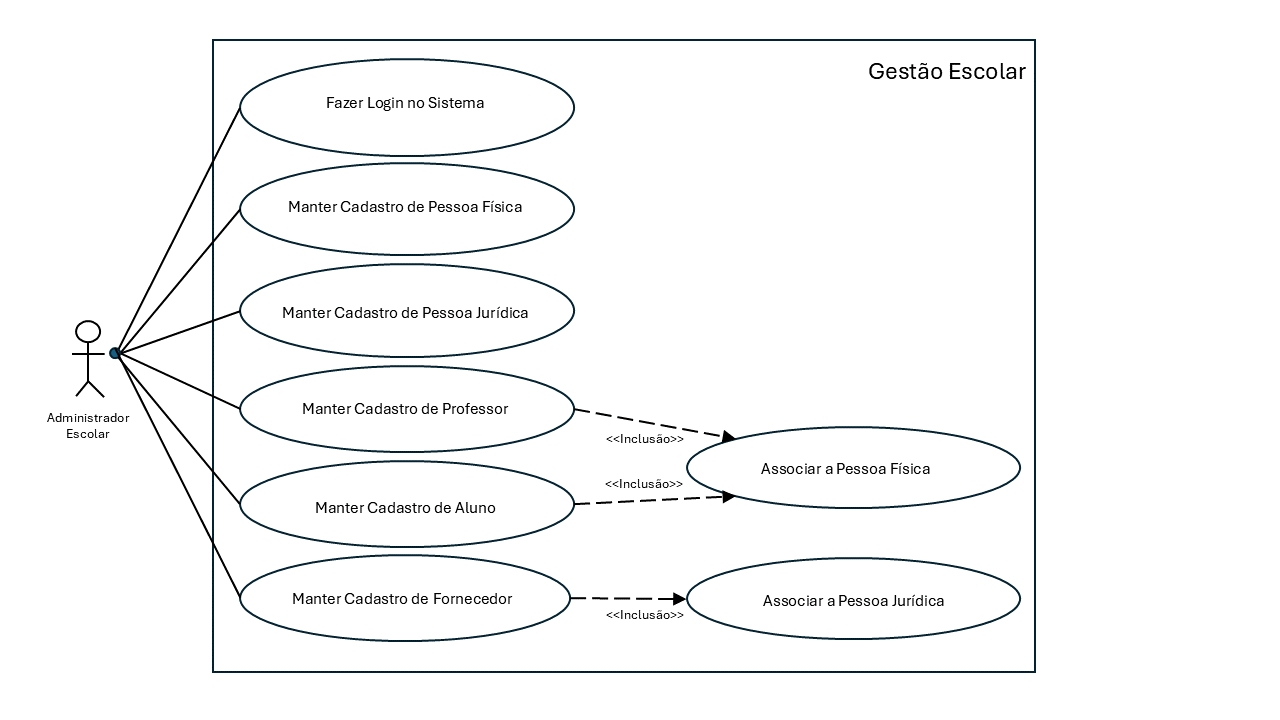 Gestão Escolar
Fazer Login no Sistema
Manter Cadastro de Pessoa Física
Manter Cadastro de Pessoa Jurídica
Manter Cadastro de Professor
Administrador
Escolar
<<Inclusão>>
Associar a Pessoa Física
<<Inclusão>>
Manter Cadastro de Aluno
Manter Cadastro de Fornecedor
Associar a Pessoa Jurídica
<<Inclusão>>